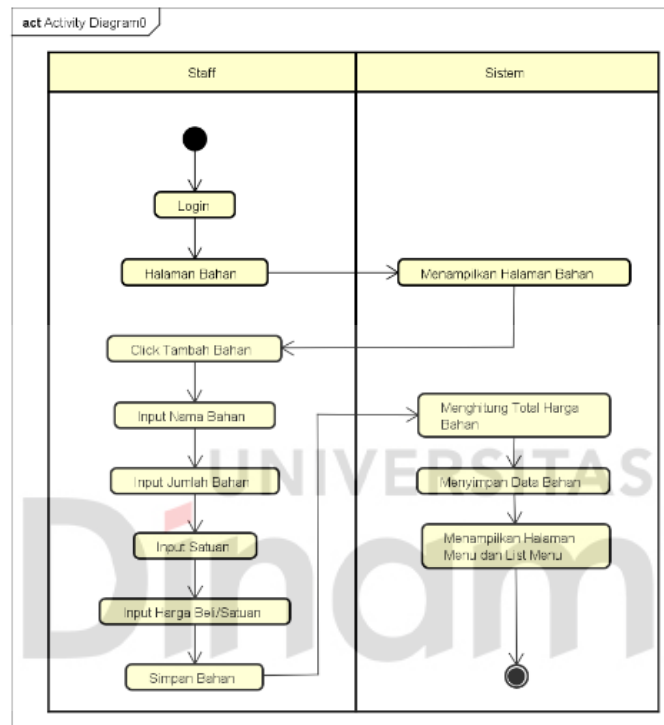 act Activity Diagram0
Staff
Sistem
Login
Halaman Bahan
Menampilkan Halaman Bahan
Click Tambah Bahan
Input Nama Bahan
Menghitung Total Harga
Bahan
Input Jumlah Bahan
Menyimpan Data Bahan
Input Satuan
Menampilkan Halaman
Menu dan List Menu
Input Harga Beli/Satuan
Simpan Bahan
UNIVERSITAS
Dinam